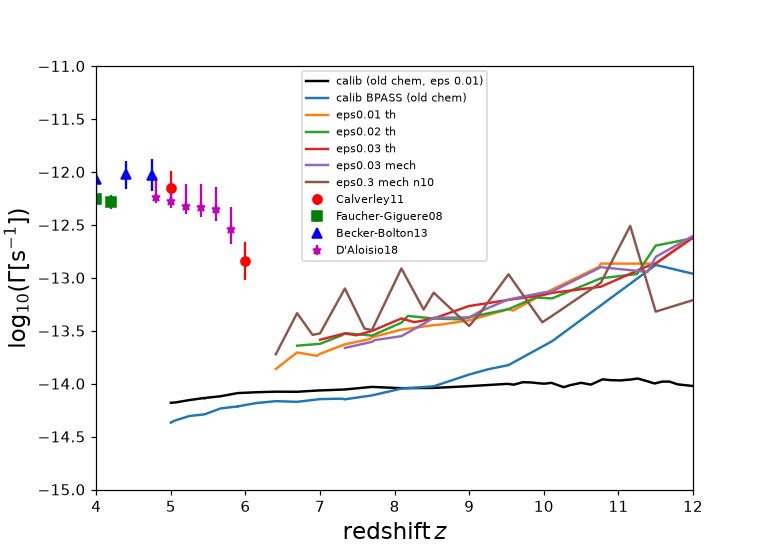 −11.0
−11.5
−12.0
−12.5
−13.0
−13.5
−14.0
−14.5
−15.0
log₁₀(Γ[s⁻¹])
calib (old chem, eps 0.01)
calib BPASS (old chem)
eps0.01 th
eps0.02 th
eps0.03 th
eps0.03 mech
eps0.3 mech n10
Calverley11
Faucher-Giguere08
Becker-Bolton13
D'Aloisio18
4 5 6 7 8 9 10 11 12
redshift z